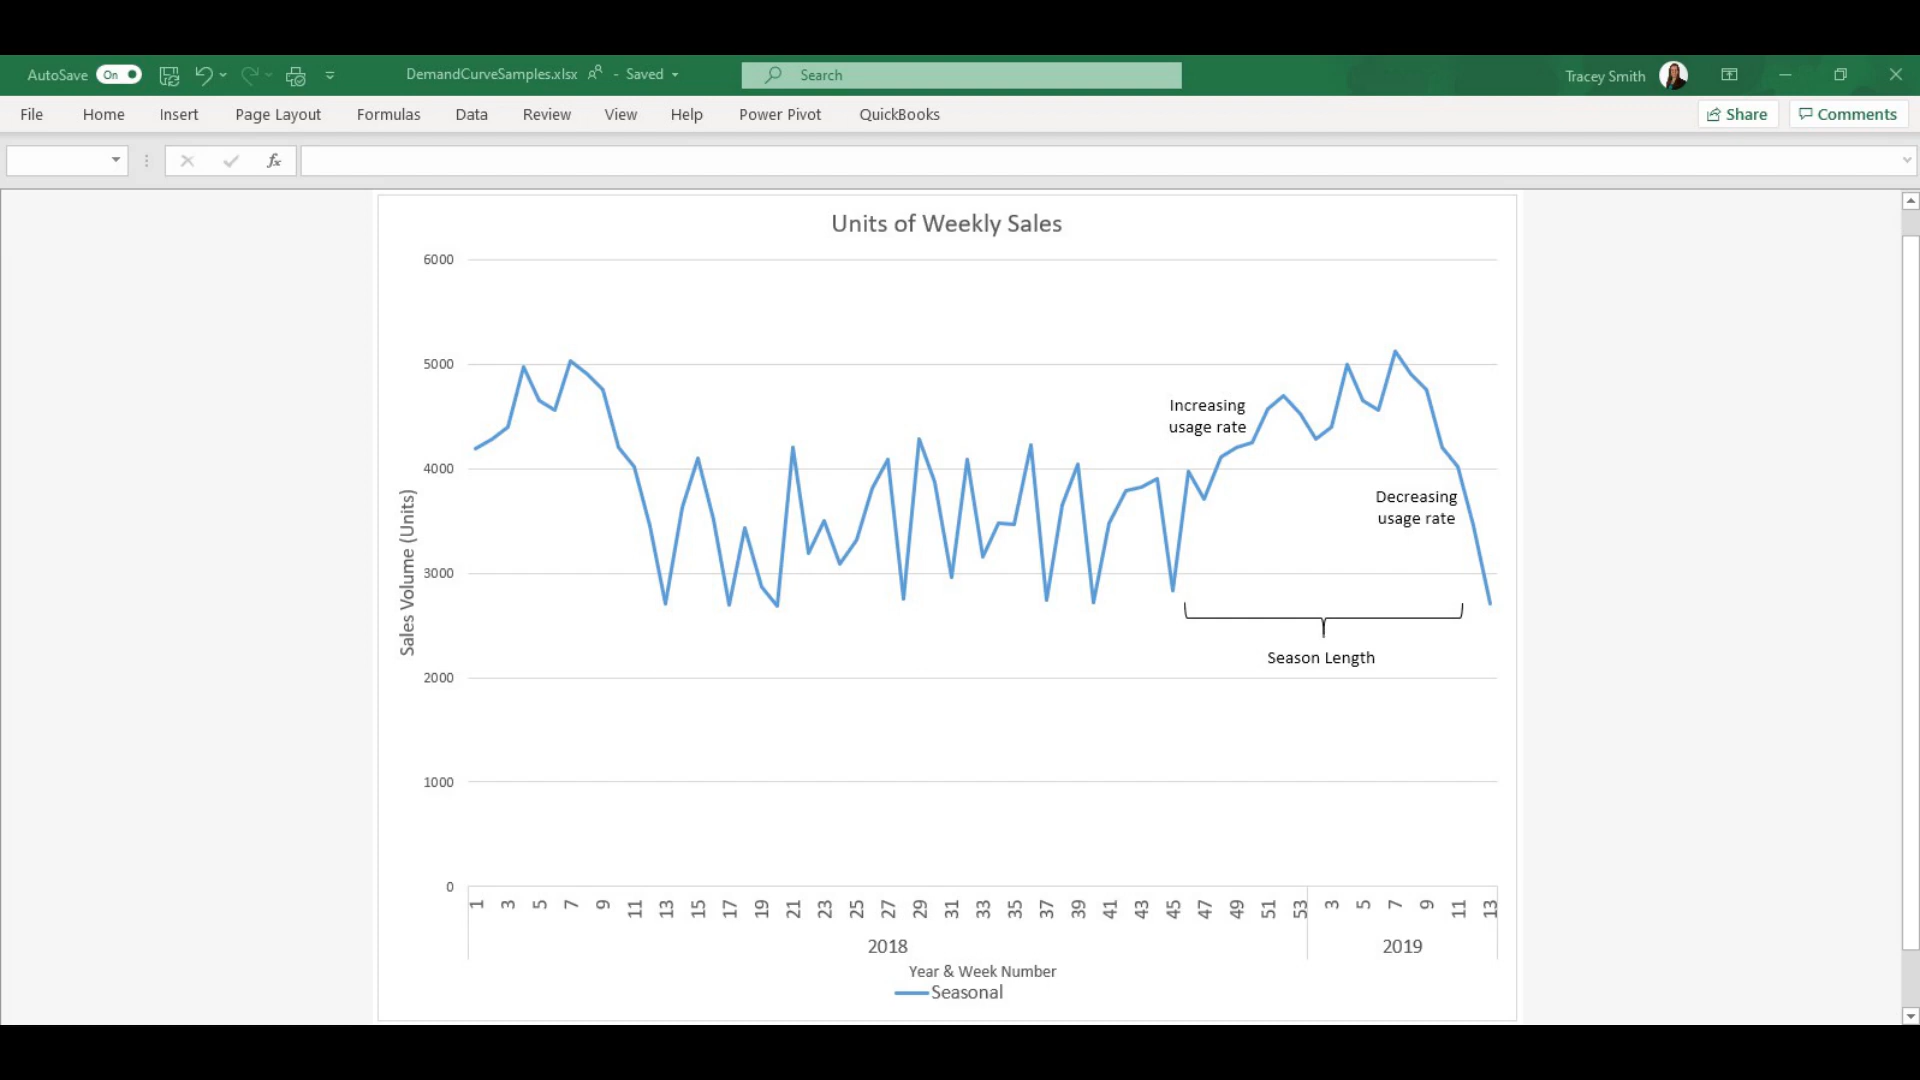 AutoSave On DemandCurveSamples.xlsx - Saved Search Tracey Smith
File Home Insert Page Layout Formulas Data Review View Help Power Pivot QuickBooks Share Comments
fx
Units of Weekly Sales
6000
5000
4000
3000
2000
1000
0
Sales Volume (Units)
Increasing
usage rate
Decreasing
usage rate
Season Length
1 3 5 7 9 11 13 15 17 19 21 23 25 27 29 31 33 35 37 39 41 43 45 47 49 51 53 3 5 7 9 11 13
2018 2019
Year & Week Number
Seasonal